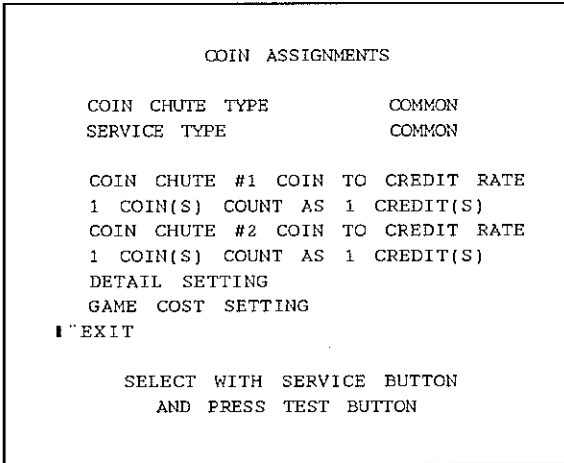 COIN ASSIGNMENTS
COIN CHUTE TYPE COMMON
SERVICE TYPE COMMON
COIN CHUTE #1 COIN TO CREDIT RATE
1 COIN(S) COUNT AS 1 CREDIT(S)
COIN CHUTE #2 COIN TO CREDIT RATE
1 COIN(S) COUNT AS 1 CREDIT(S)
DETAIL SETTING
GAME COST SETTING
EXIT
SELECT WITH SERVICE BUTTON
AND PRESS TEST BUTTON